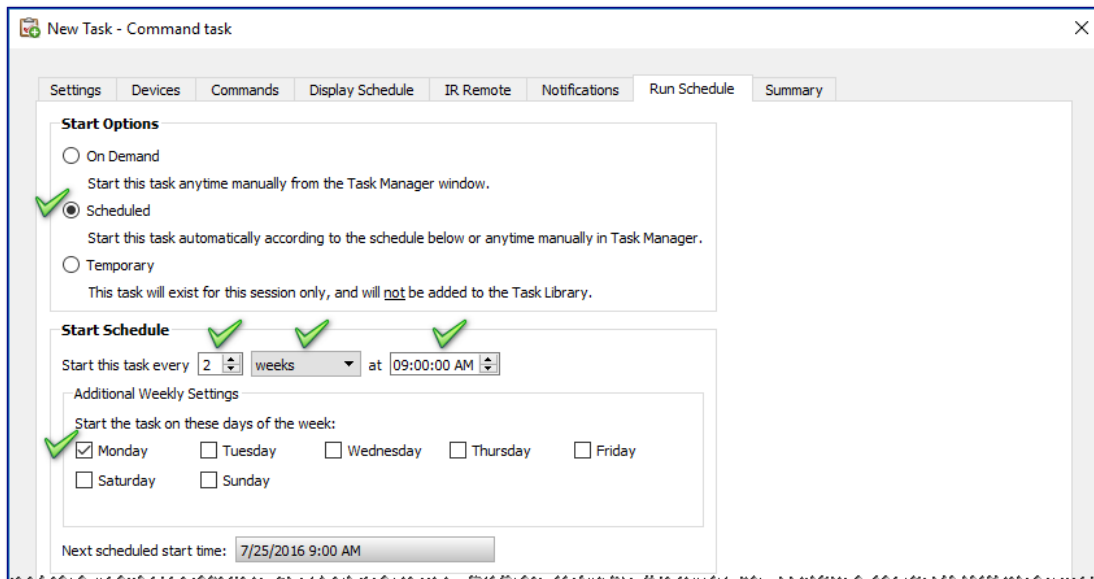 New Task - Command task
Settings Devices Commands Display Schedule IR Remote Notifications Run Schedule Summary
Start Options
On Demand
Start this task anytime manually from the Task Manager window.
Scheduled
Start this task automatically according to the schedule below or anytime manually in Task Manager.
Temporary
This task will exist for this session only, and will not be added to the Task Library.
Start Schedule
Start this task every 2 weeks at 09:00:00 AM
Additional Weekly Settings
Start the task on these days of the week:
Monday Tuesday Wednesday Thursday Friday
Saturday Sunday
Next scheduled start time: 7/25/2016 9:00 AM